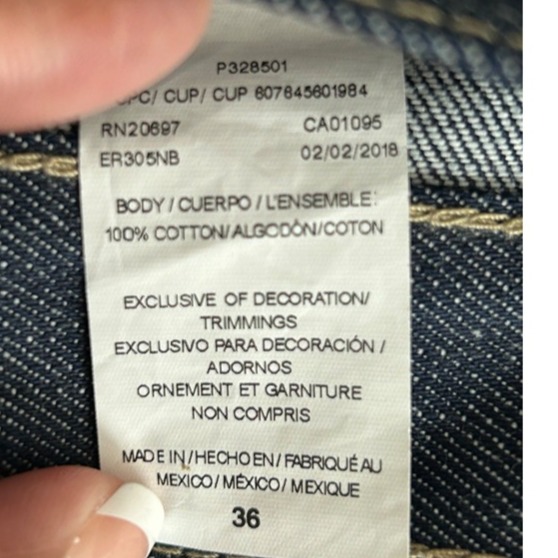 P328501
UPC/ CUP/ CUP 607645601984
RN20697 CA01095
ER305NB 02/02/2018
BODY / CUERPO / L'ENSEMBLE:
100% COTTON/ALGODÓN/COTON
EXCLUSIVE OF DECORATION/
TRIMMINGS
EXCLUSIVO PARA DECORACIÓN /
ADORNOS
ORNEMENT ET GARNITURE
NON COMPRIS
MADE IN/HECHO EN/ FABRIQUÉ AU
MEXICO/ MÉXICO/ MEXIQUE
36